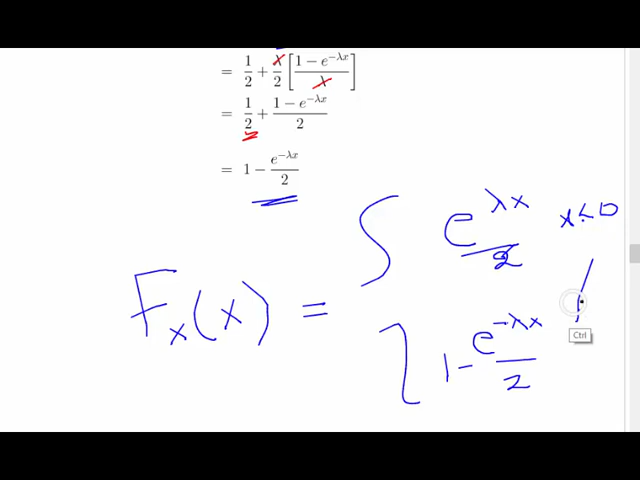 = 1/2 + λ/2 [ (1 − e^{−λx}) / λ ]
= 1/2 + (1 − e^{−λx}) / 2
= 1 − e^{−λx} / 2
F_x(x) = { e^{λx} / 2 x<0
1 − e^{−λx} / 2
Ctrl